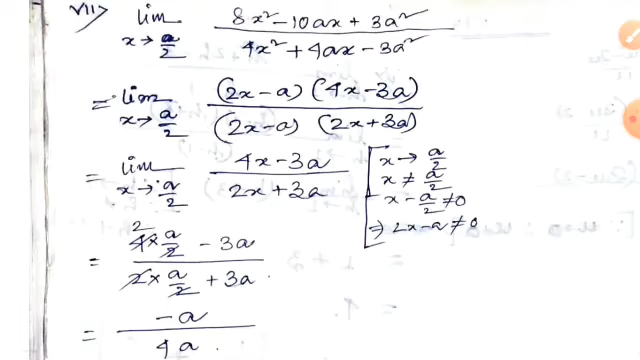 VII) lim x→a/2 (8x² - 10ax + 3a²) / (4x² + 4ax - 3a²)
= lim x→a/2 (2x-a) (4x-3a) / (2x-a) (2x+3a)
= lim x→a/2 (4x-3a) / (2x+3a)
x → a/2
x ≠ a/2
x - a/2 ≠ 0
⇒ 2x-a ≠ 0
= (4 2 × a/2 - 3a) / (2 × a/2 + 3a)
= -a / 4a